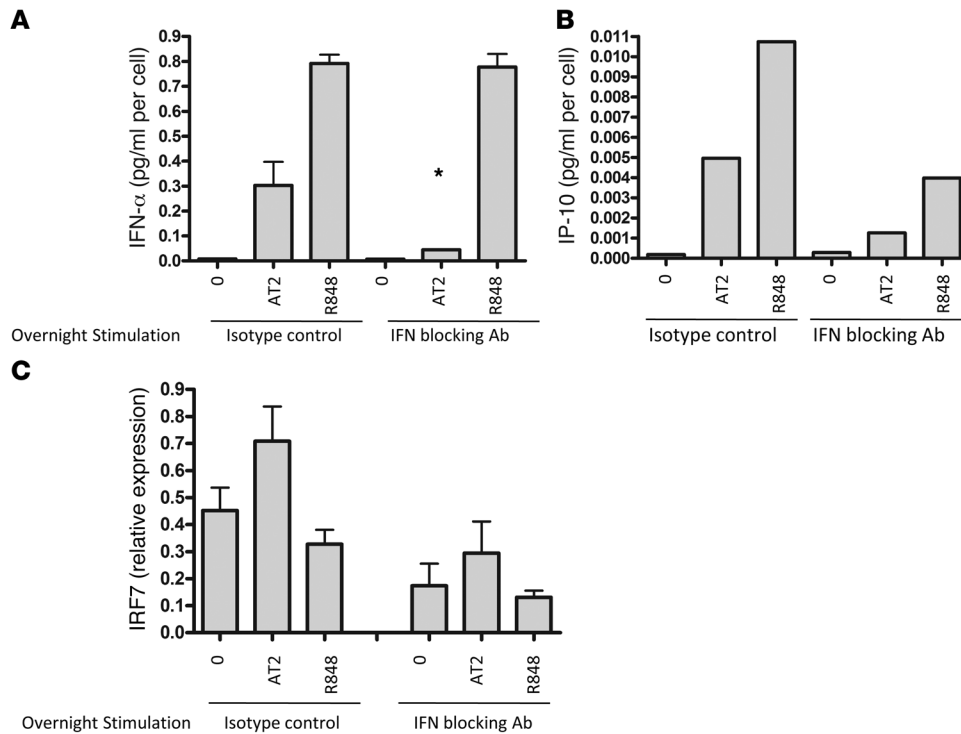 A
IFN-α (pg/ml per cell)
0.9
0.8
0.7
0.6
0.5
0.4
0.3
0.2
0.1
0.0
*
0
AT2
R848
0
AT2
R848
Overnight Stimulation
Isotype control
IFN blocking Ab
B
IP-10 (pg/ml per cell)
0.011
0.010
0.009
0.008
0.007
0.006
0.005
0.004
0.003
0.002
0.001
0.000
0
AT2
R848
0
AT2
R848
Isotype control
IFN blocking Ab
C
IRF7 (relative expression)
0.9
0.8
0.7
0.6
0.5
0.4
0.3
0.2
0.1
0.0
0
AT2
R848
0
AT2
R848
Overnight Stimulation
Isotype control
IFN blocking Ab